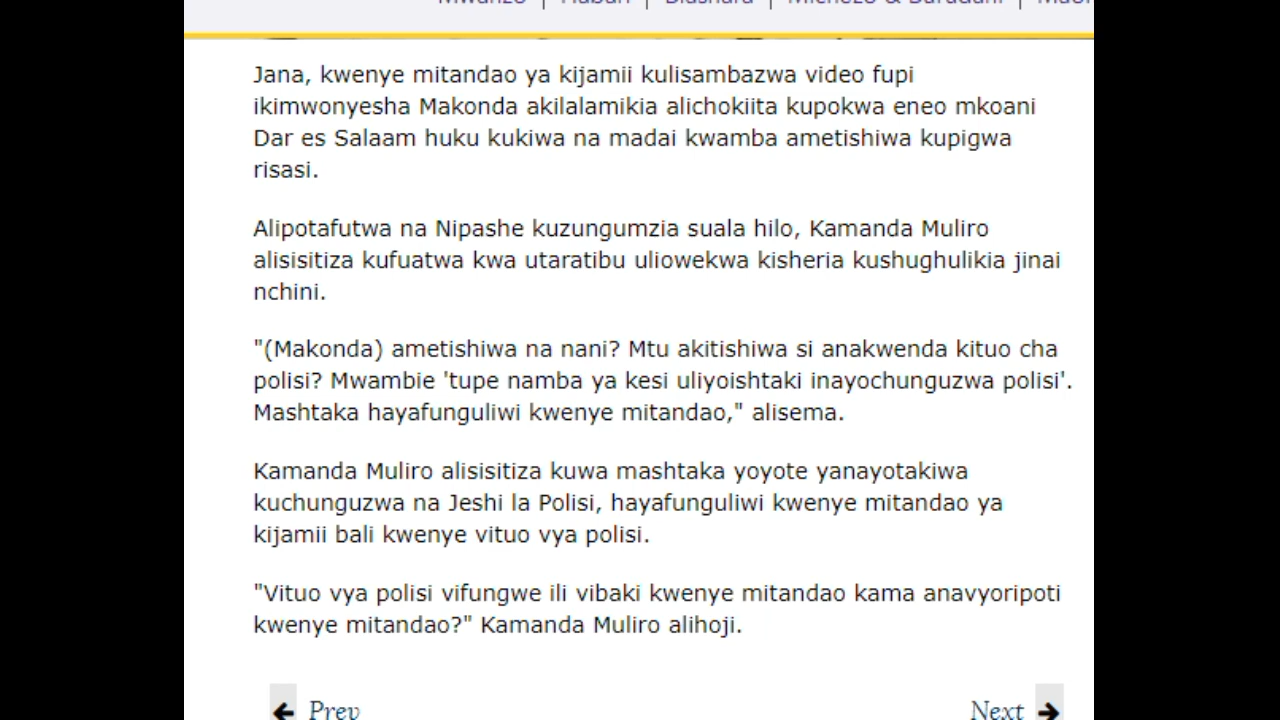 Mwanzo | Habari | Biashara | Michezo & Burudani |
Jana, kwenye mitandao ya kijamii kulisambazwa video fupi
ikimwonyesha Makonda akilalamikia alichokiita kupokwa eneo mkoani
Dar es Salaam huku kukiwa na madai kwamba ametishiwa kupigwa
risasi.
Alipotafutwa na Nipashe kuzungumzia suala hilo, Kamanda Muliro
alisisitiza kufuatwa kwa utaratibu uliowekwa kisheria kushughulikia jinai
nchini.
"(Makonda) ametishiwa na nani? Mtu akitishiwa si anakwenda kituo cha
polisi? Mwambie 'tupe namba ya kesi uliyoishtaki inayochunguzwa polisi'.
Mashtaka hayafunguliwi kwenye mitandao," alisema.
Kamanda Muliro alisisitiza kuwa mashtaka yoyote yanayotakiwa
kuchunguzwa na Jeshi la Polisi, hayafunguliwi kwenye mitandao ya
kijamii bali kwenye vituo vya polisi.
"Vituo vya polisi vifungwe ili vibaki kwenye mitandao kama anavyoripoti
kwenye mitandao?" Kamanda Muliro alihoji.
Prev Next